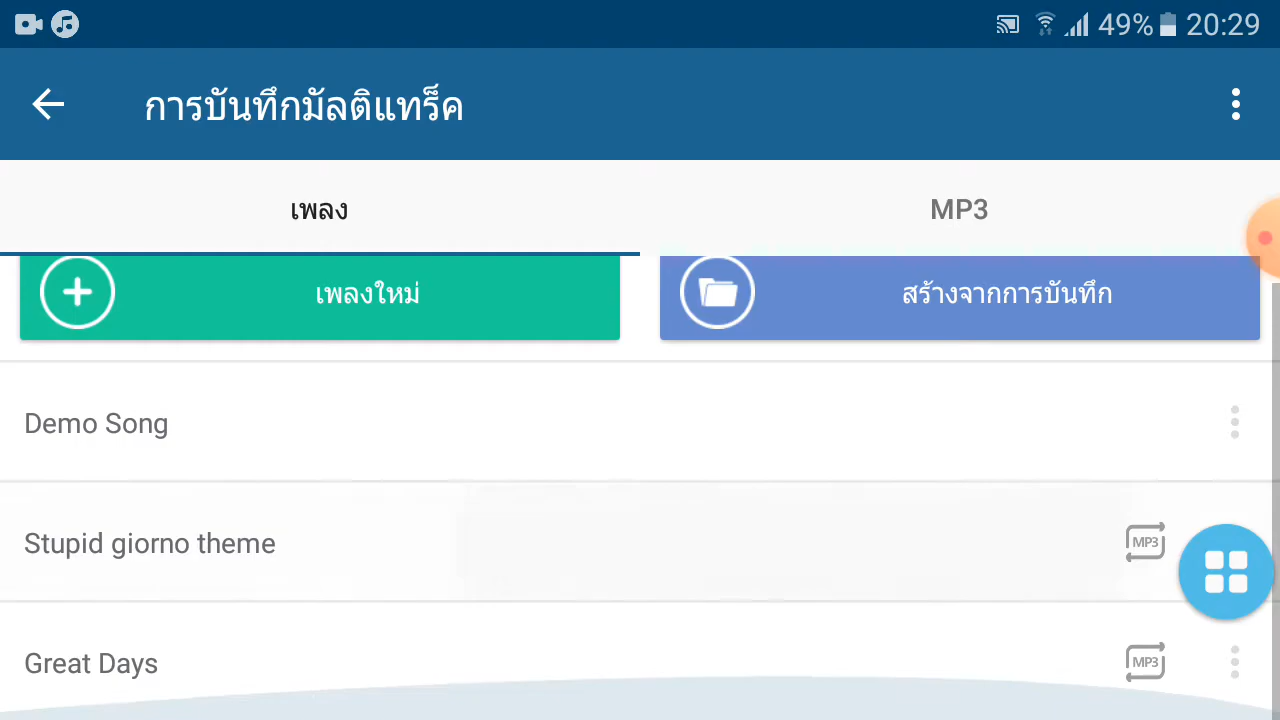 49% 20:29
การบันทึกมัลติแทร็ค
เพลง MP3
เพลงใหม่ สร้างจากการบันทึก
Demo Song
Stupid giorno theme MP3
Great Days MP3